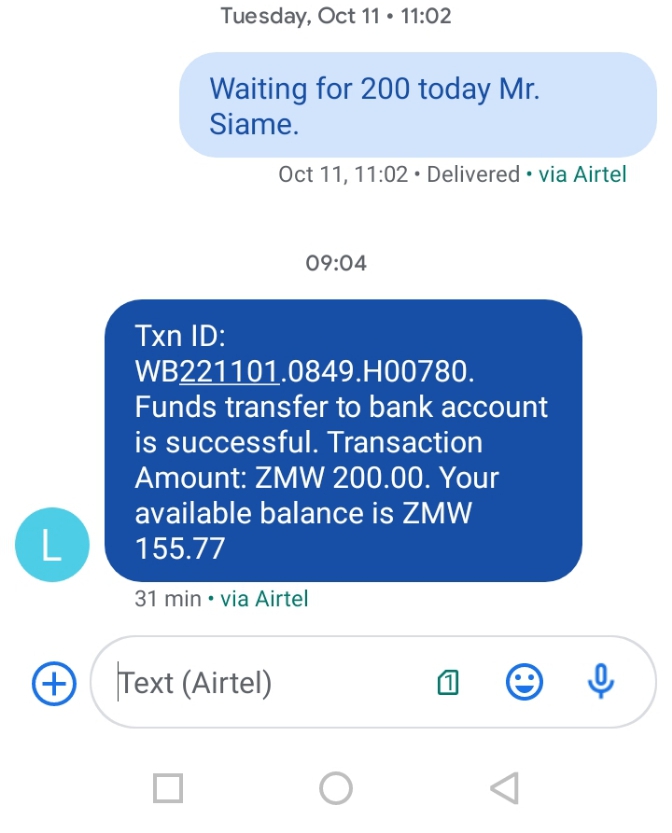 Tuesday, Oct 11 • 11:02
Waiting for 200 today Mr.
Siame.
Oct 11, 11:02 • Delivered • via Airtel
09:04
Txn ID:
WB221101.0849.H00780.
Funds transfer to bank account
is successful. Transaction
Amount: ZMW 200.00. Your
available balance is ZMW
155.77
L
31 min • via Airtel
Text (Airtel)
1